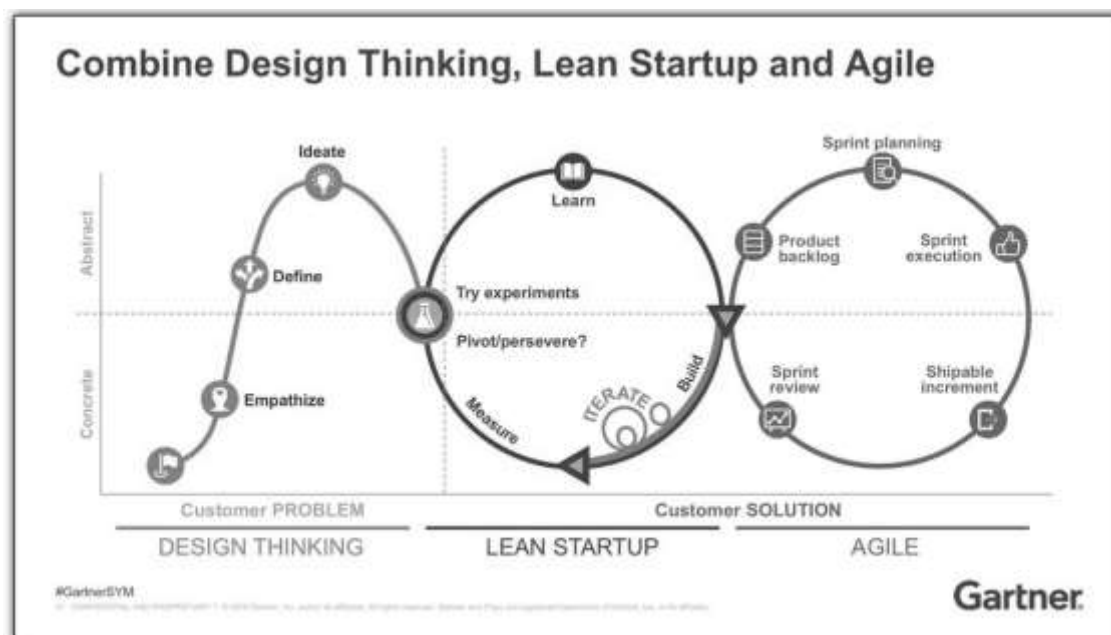 Combine Design Thinking, Lean Startup and Agile
Abstract
Concrete
Ideate
Define
Empathize
Learn
Try experiments
Pivot/persevere?
Measure
ITERATE
Build
Sprint planning
Product
backlog
Sprint
execution
Sprint
review
Shipable
increment
Customer PROBLEM
Customer SOLUTION
DESIGN THINKING
LEAN STARTUP
AGILE
#GartnerSYM
Gartner.